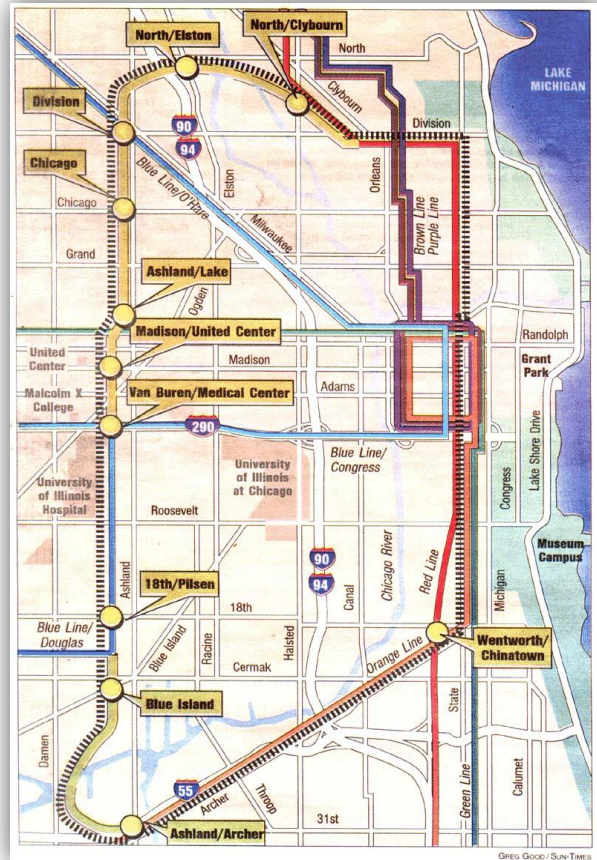 North/Elston
North/Clybourn
North
LAKE
MICHIGAN
Clybourn
Division
90
94
Division
Chicago
Blue Line/O'Hare
Elston
Orleans
Chicago
Milwaukee
Brown Line
Purple Line
Grand
Ashland/Lake
Ogden
Madison/United Center
Randolph
United
Center
Madison
Grant
Park
Malcolm X
College
Van Buren/Medical Center
Adams
290
Blue Line/
Congress
University
of Illinois
Hospital
University
of Illinois
at Chicago
Congress
Lake Shore Drive
Roosevelt
Museum
Campus
Ashland
18th/Pilsen
90
94
Canal
Chicago River
Red Line
Michigan
18th
Blue Line/
Douglas
Blue Island
Racine
Halsted
Cermak
Orange Line
Wentworth/
Chinatown
Blue Island
State
Damen
55
Archer
Throop
31st
Green Line
Calumet
Ashland/Archer
GREG GOOD / SUN-TIMES